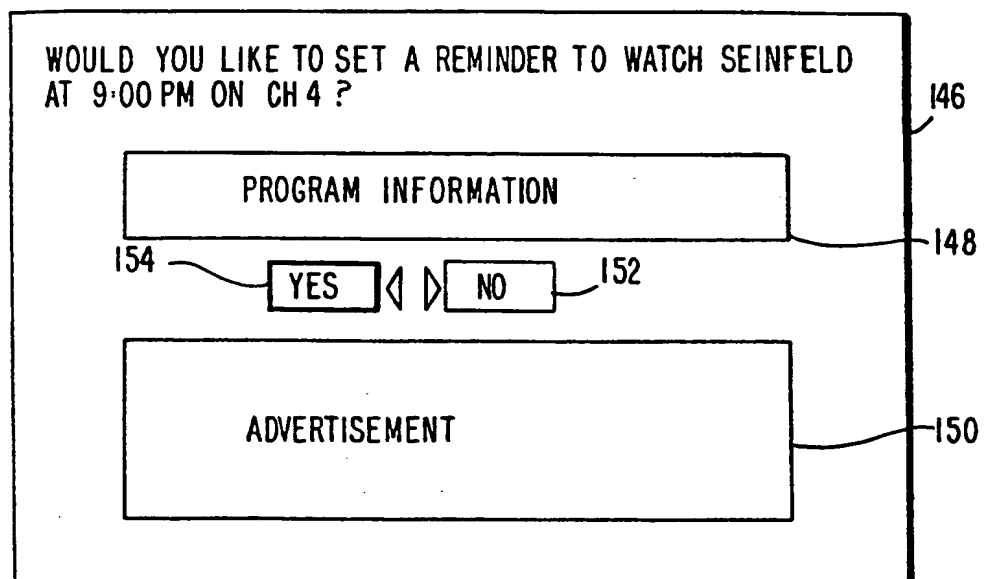 WOULD YOU LIKE TO SET A REMINDER TO WATCH SEINFELD
AT 9:00 PM ON CH 4 ?
146
PROGRAM INFORMATION
148
154
YES
NO
152
ADVERTISEMENT
150